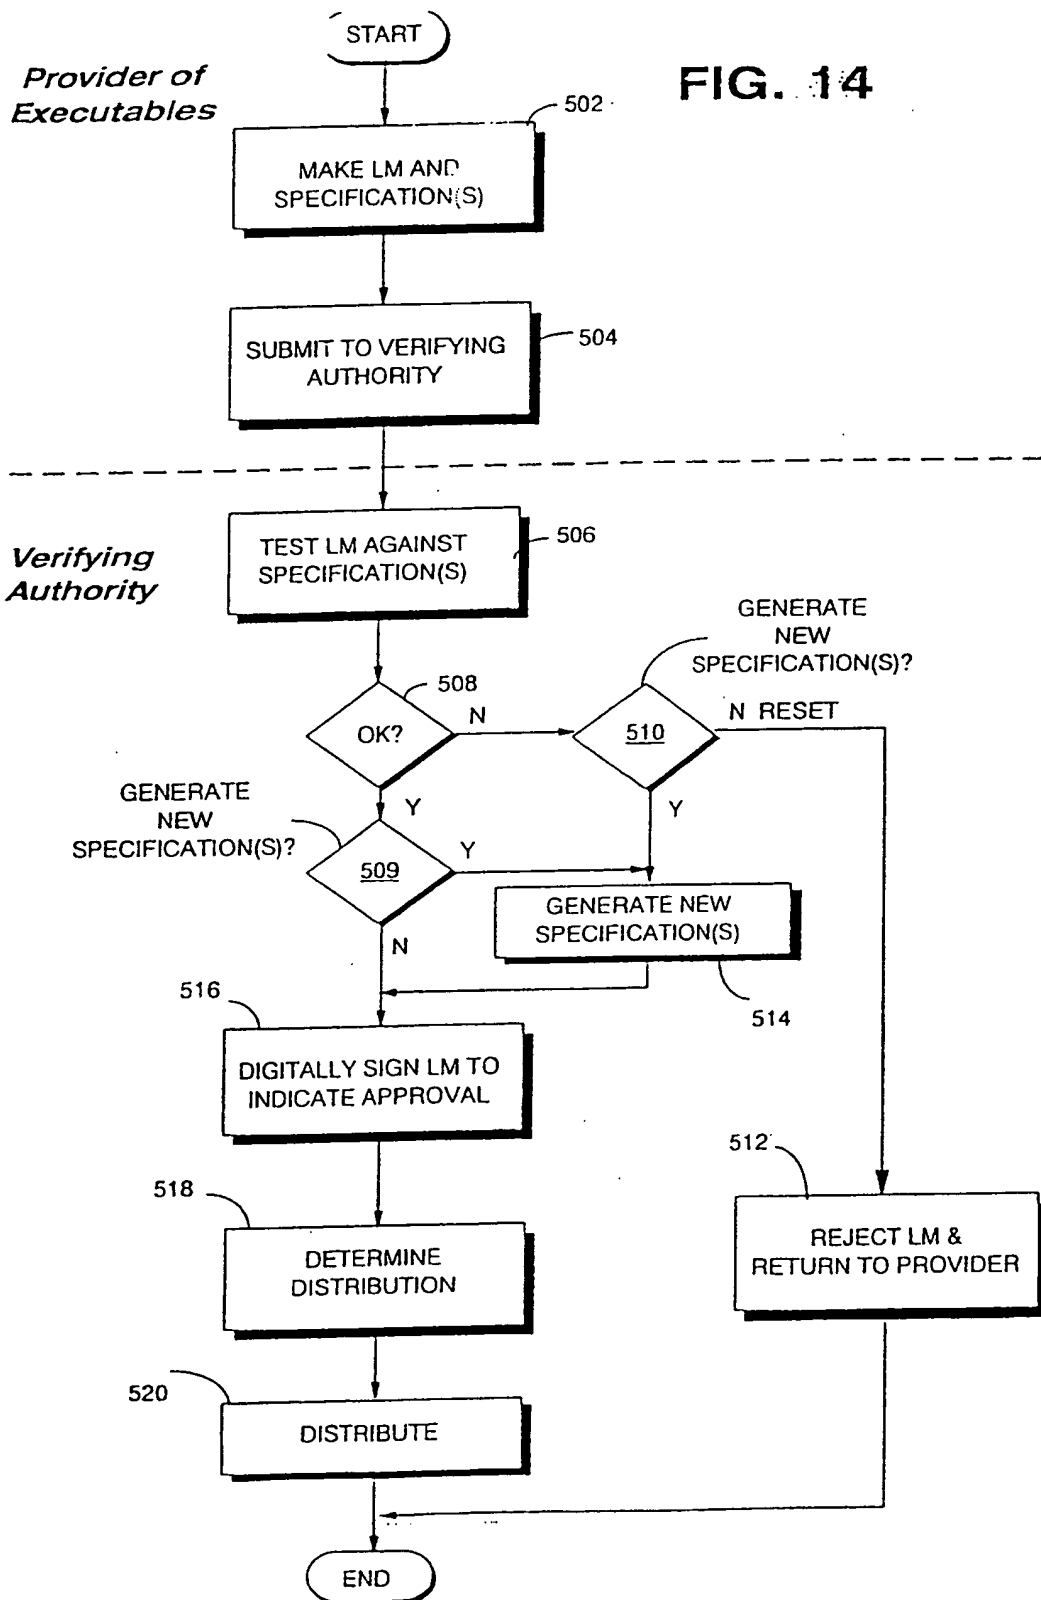 START
FIG. 14
Provider of
Executables
502
MAKE LM AND
SPECIFICATION(S)
504
SUBMIT TO VERIFYING
AUTHORITY
Verifying
Authority
506
TEST LM AGAINST
SPECIFICATION(S)
GENERATE
NEW
SPECIFICATION(S)?
508
OK?
N
510
N RESET
Y
Y
GENERATE
NEW
SPECIFICATION(S)?
509
Y
N
GENERATE NEW
SPECIFICATION(S)
514
516
DIGITALLY SIGN LM TO
INDICATE APPROVAL
512
REJECT LM &
RETURN TO PROVIDER
518
DETERMINE
DISTRIBUTION
520
DISTRIBUTE
END